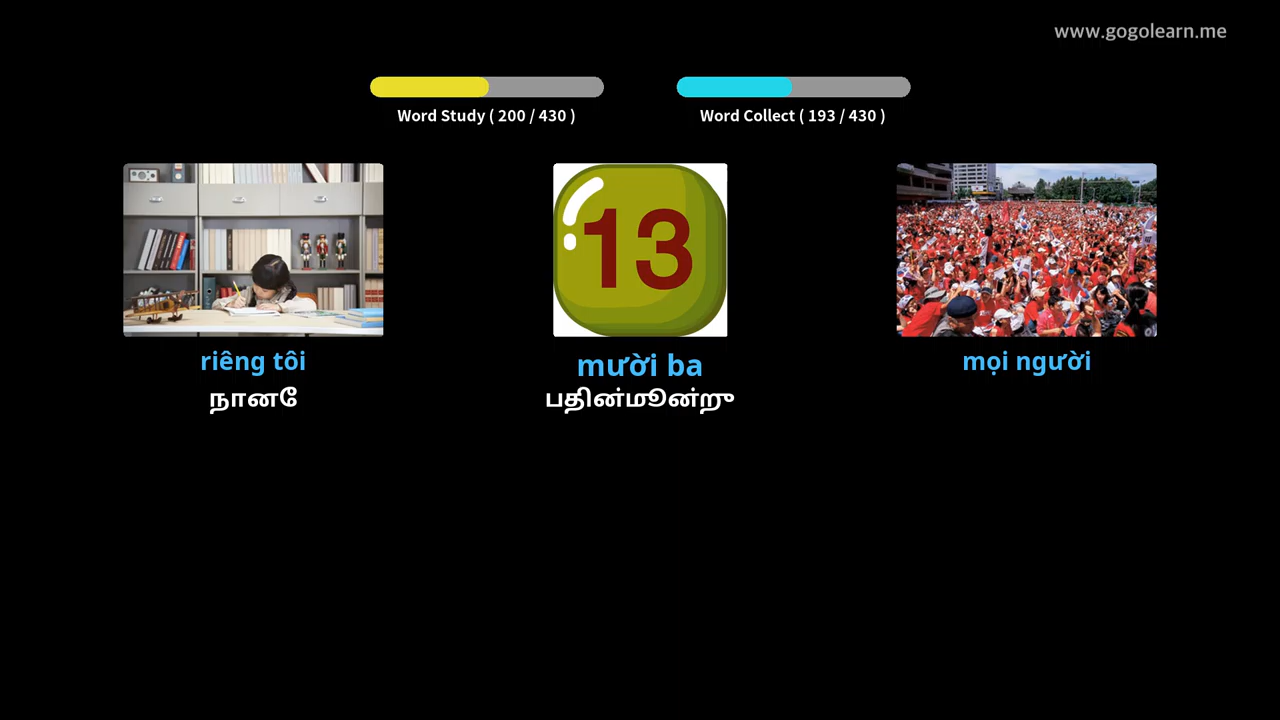 www.gogolearn.me
Word Study ( 200 / 430 )
Word Collect ( 193 / 430 )
13
riêng tôi
mười ba
mọi người
நானே
பதின்மூன்று